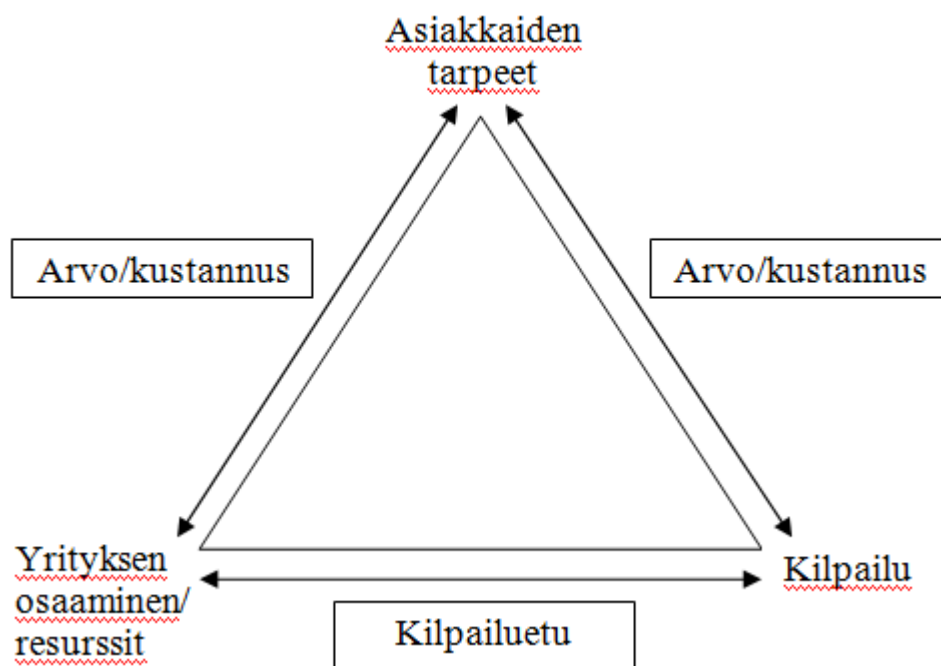 Asiakkaiden
tarpeet
Arvo/kustannus
Arvo/kustannus
Yrityksen
osaaminen/
resurssit
Kilpailu
Kilpailuetu